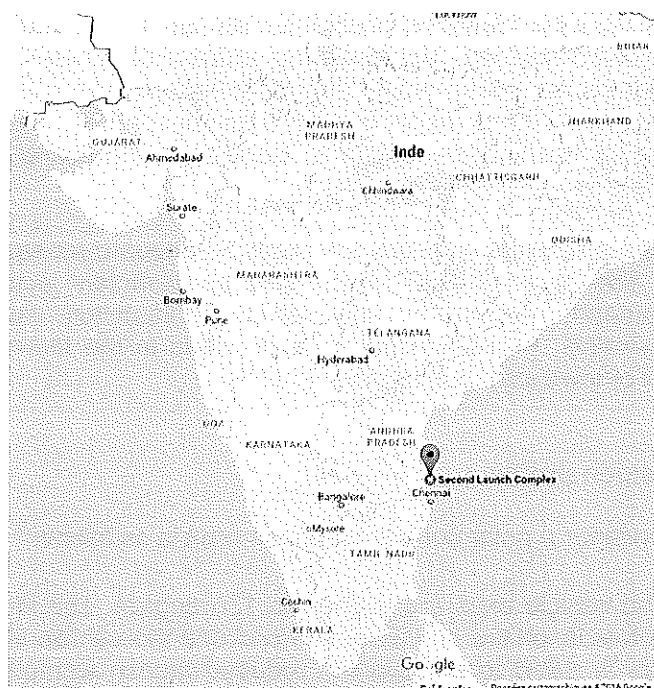 BIHAR
JHARKHAND
MADHYA
PRADESH
GUJARAT
Ahmedabad
Inde
Chhindwara
CHHATTISGARH
Surate
ODISHA
MAHARASHTRA
Bombay
Pune
TELANGANA
Hyderabad
GOA
ANDHRA
PRADESH
KARNATAKA
Second Launch Complex
Chennai
Bangalore
Mysore
TAMIL NADU
Cochin
KERALA
Google